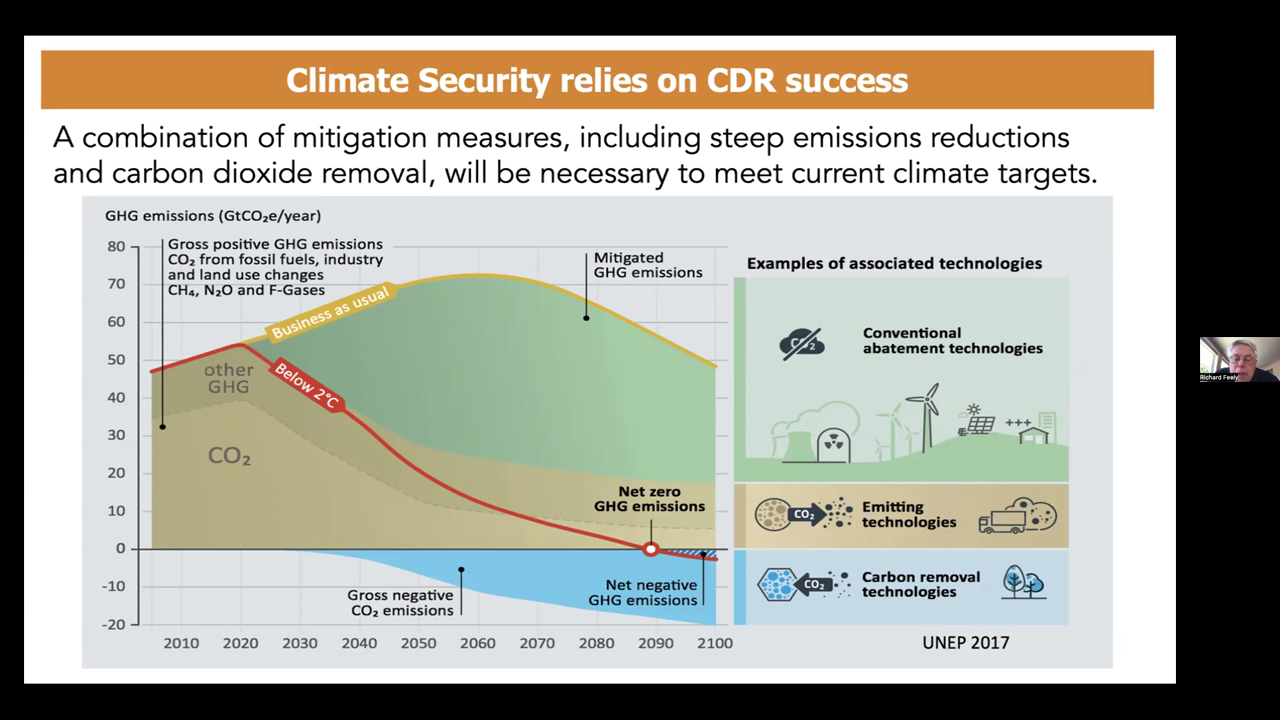 Climate Security relies on CDR success
A combination of mitigation measures, including steep emissions reductions
and carbon dioxide removal, will be necessary to meet current climate targets.
GHG emissions (GtCO₂e/year)
80
70
60
50
40
30
20
10
0
-10
-20
Gross positive GHG emissions
CO₂ from fossil fuels, industry
and land use changes
CH₄, N₂O and F-Gases
Business as usual
Mitigated
GHG emissions
other
GHG
Below 2°C
CO₂
Net zero
GHG emissions
Gross negative
CO₂ emissions
Net negative
GHG emissions
2010
2020
2030
2040
2050
2060
2070
2080
2090
2100
Examples of associated technologies
CO₂
Conventional
abatement technologies
CO₂
Emitting
technologies
CO₂
Carbon removal
technologies
UNEP 2017
Richard Feely